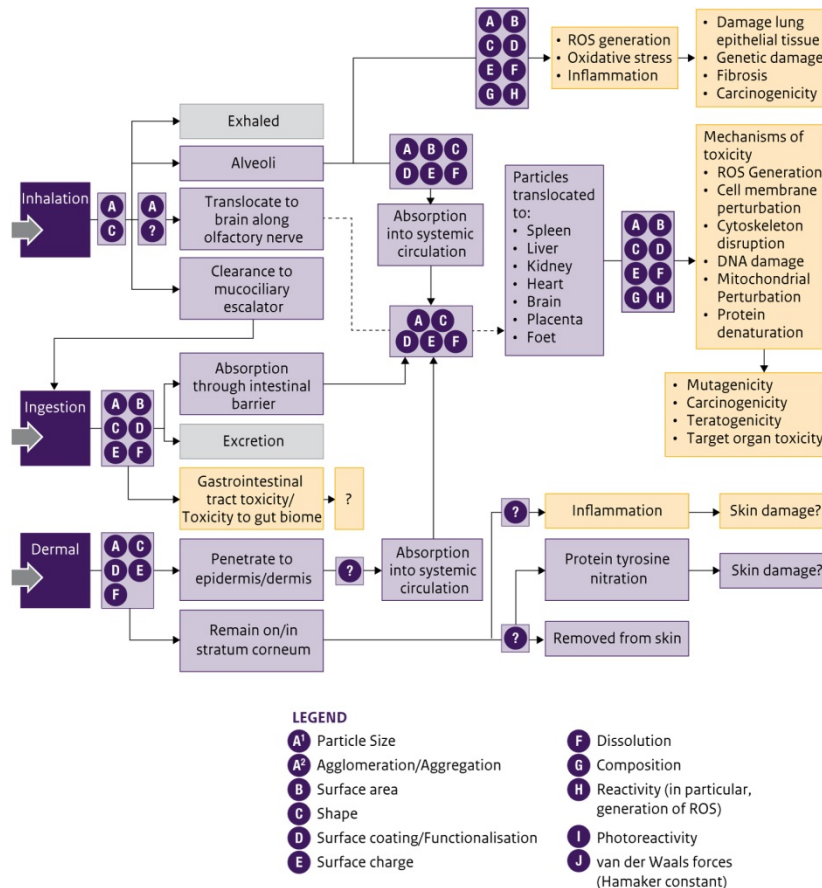 A B
C D
E F
G H
• ROS generation
• Oxidative stress
• Inflammation
• Damage lung
epithelial tissue
• Genetic damage
• Fibrosis
• Carcinogenicity
Inhalation
A
C
A
?
Exhaled
Alveoli
Translocate to
brain along
olfactory nerve
Clearance to
mucociliary
escalator
A B C
D E F
Absorption
into systemic
circulation
A C
D E F
Particles
translocated
to:
• Spleen
• Liver
• Kidney
• Heart
• Brain
• Placenta
• Foet
A B
C D
E F
G H
Mechanisms of
toxicity
• ROS Generation
• Cell membrane
perturbation
• Cytoskeleton
disruption
• DNA damage
• Mitochondrial
Perturbation
• Protein
denaturation
• Mutagenicity
• Carcinogenicity
• Teratogenicity
• Target organ toxicity
Ingestion
A B
C D
E F
Absorption
through intestinal
barrier
Excretion
Gastrointestinal
tract toxicity/
Toxicity to gut biome
?
Dermal
A C
D E
F
Penetrate to
epidermis/dermis
?
Absorption
into systemic
circulation
Remain on/in
stratum corneum
?
Inflammation
Skin damage?
Protein tyrosine
nitration
Skin damage?
?
Removed from skin
LEGEND
A¹ Particle Size
A² Agglomeration/Aggregation
B Surface area
C Shape
D Surface coating/Functionalisation
E Surface charge
F Dissolution
G Composition
H Reactivity (in particular,
generation of ROS)
I Photoreactivity
J van der Waals forces
(Hamaker constant)